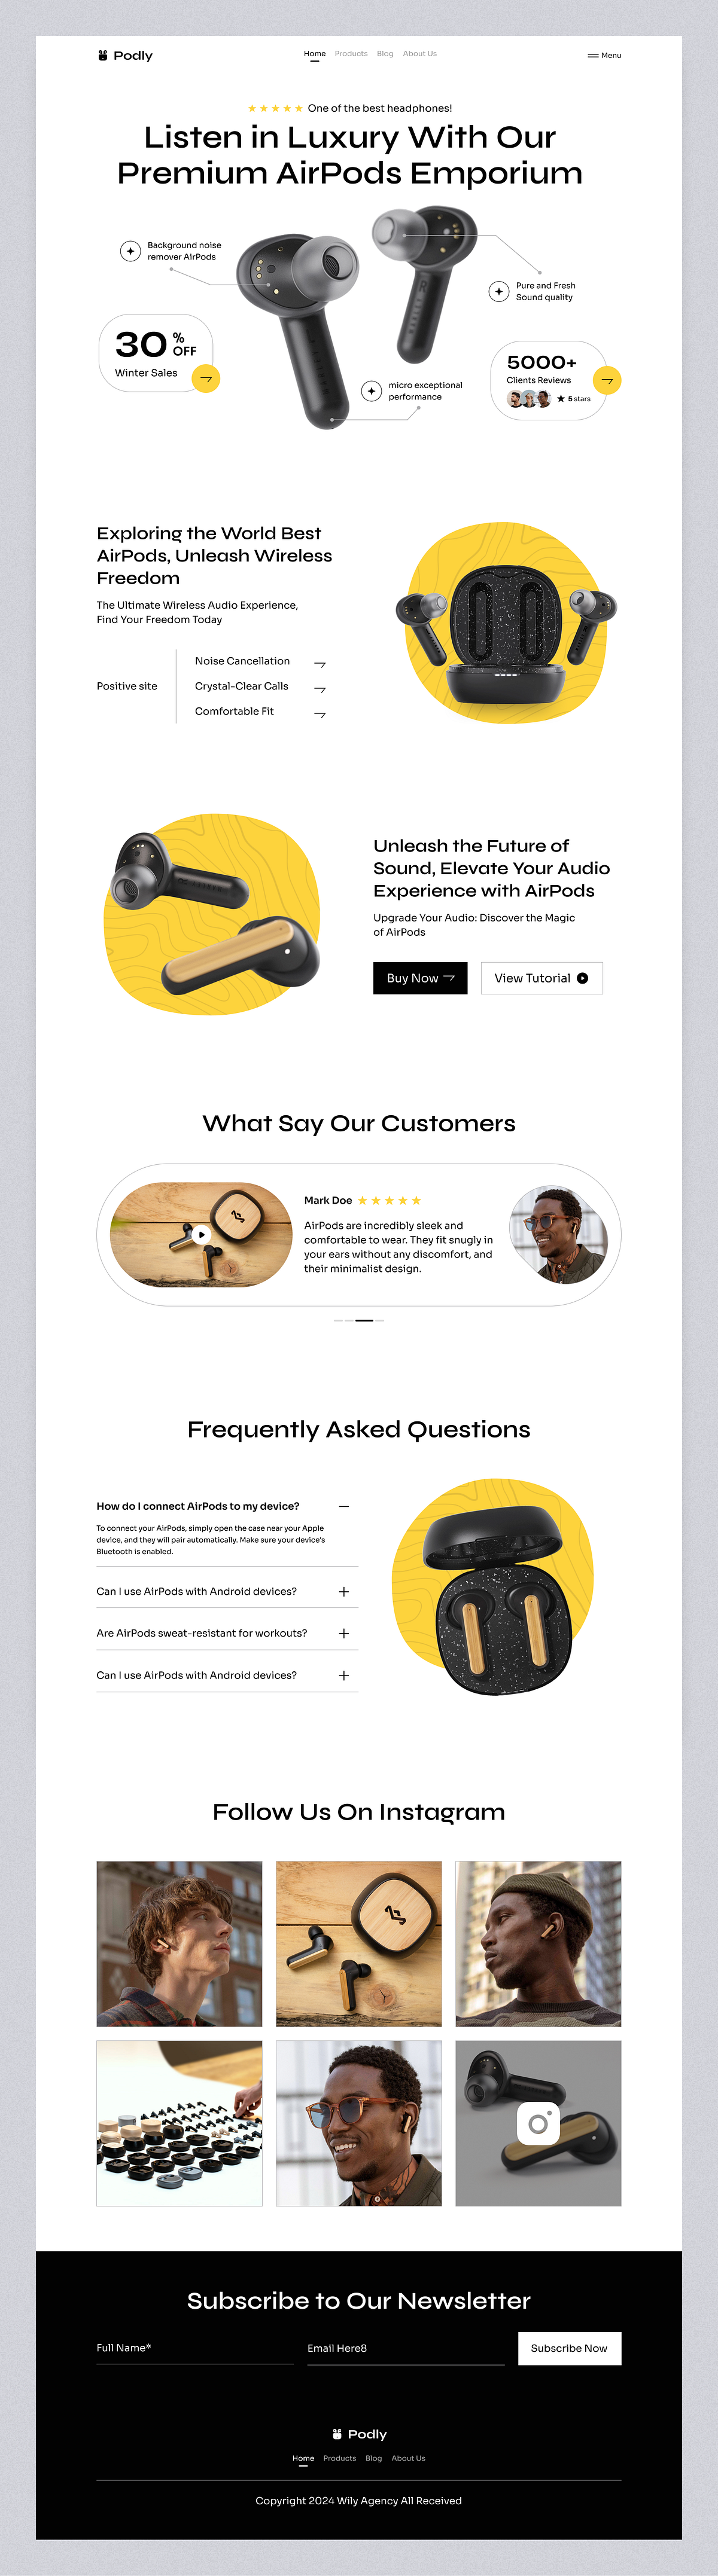 Podly
Home Products Blog About Us
Menu
One of the best headphones!
Listen in Luxury With Our
Premium AirPods Emporium
Background noise
remover AirPods
Pure and Fresh
Sound quality
30 % OFF
Winter Sales
5000+
Clients Reviews
5 stars
micro exceptional
performance
Exploring the World Best
AirPods, Unleash Wireless
Freedom
The Ultimate Wireless Audio Experience,
Find Your Freedom Today
Positive site
Noise Cancellation
Crystal-Clear Calls
Comfortable Fit
Unleash the Future of
Sound, Elevate Your Audio
Experience with AirPods
Upgrade Your Audio: Discover the Magic
of AirPods
Buy Now
View Tutorial
What Say Our Customers
Mark Doe
AirPods are incredibly sleek and
comfortable to wear. They fit snugly in
your ears without any discomfort, and
their minimalist design.
Frequently Asked Questions
How do I connect AirPods to my device?
To connect your AirPods, simply open the case near your Apple
device, and they will pair automatically. Make sure your device's
Bluetooth is enabled.
Can I use AirPods with Android devices?
Are AirPods sweat-resistant for workouts?
Can I use AirPods with Android devices?
Follow Us On Instagram
Subscribe to Our Newsletter
Full Name*
Email Here8
Subscribe Now
Podly
Home Products Blog About Us
Copyright 2024 Wily Agency All Received